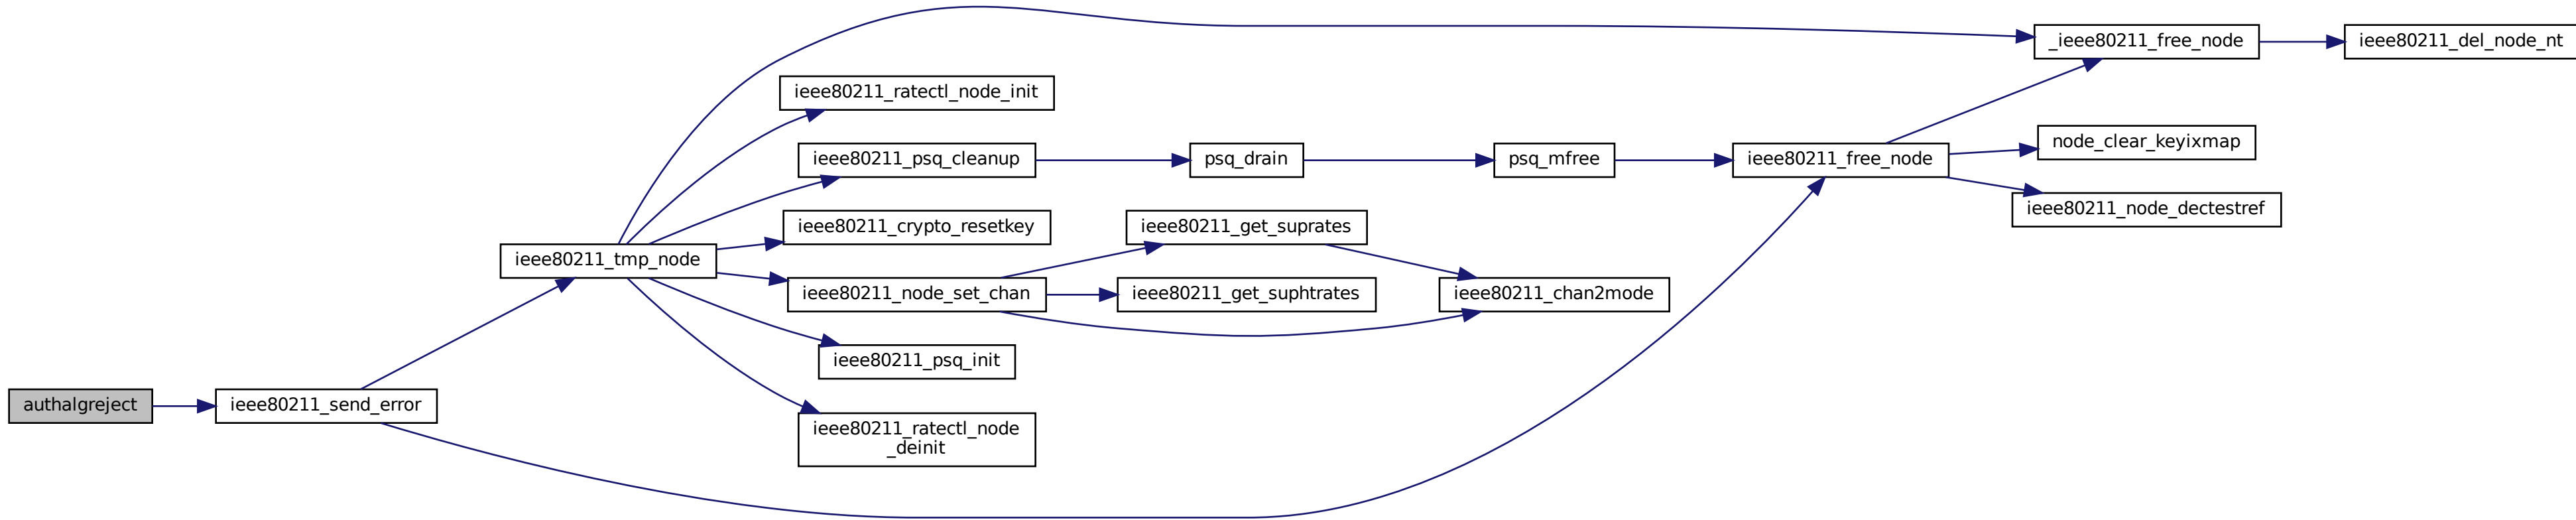 _ieee80211_free_node
ieee80211_del_node_nt
ieee80211_ratectl_node_init
node_clear_keyixmap
ieee80211_psq_cleanup
psq_drain
psq_mfree
ieee80211_free_node
ieee80211_node_dectestref
ieee80211_crypto_resetkey
ieee80211_get_suprates
ieee80211_tmp_node
ieee80211_node_set_chan
ieee80211_get_suphtrates
ieee80211_chan2mode
ieee80211_psq_init
authalgreject
ieee80211_send_error
ieee80211_ratectl_node
_deinit